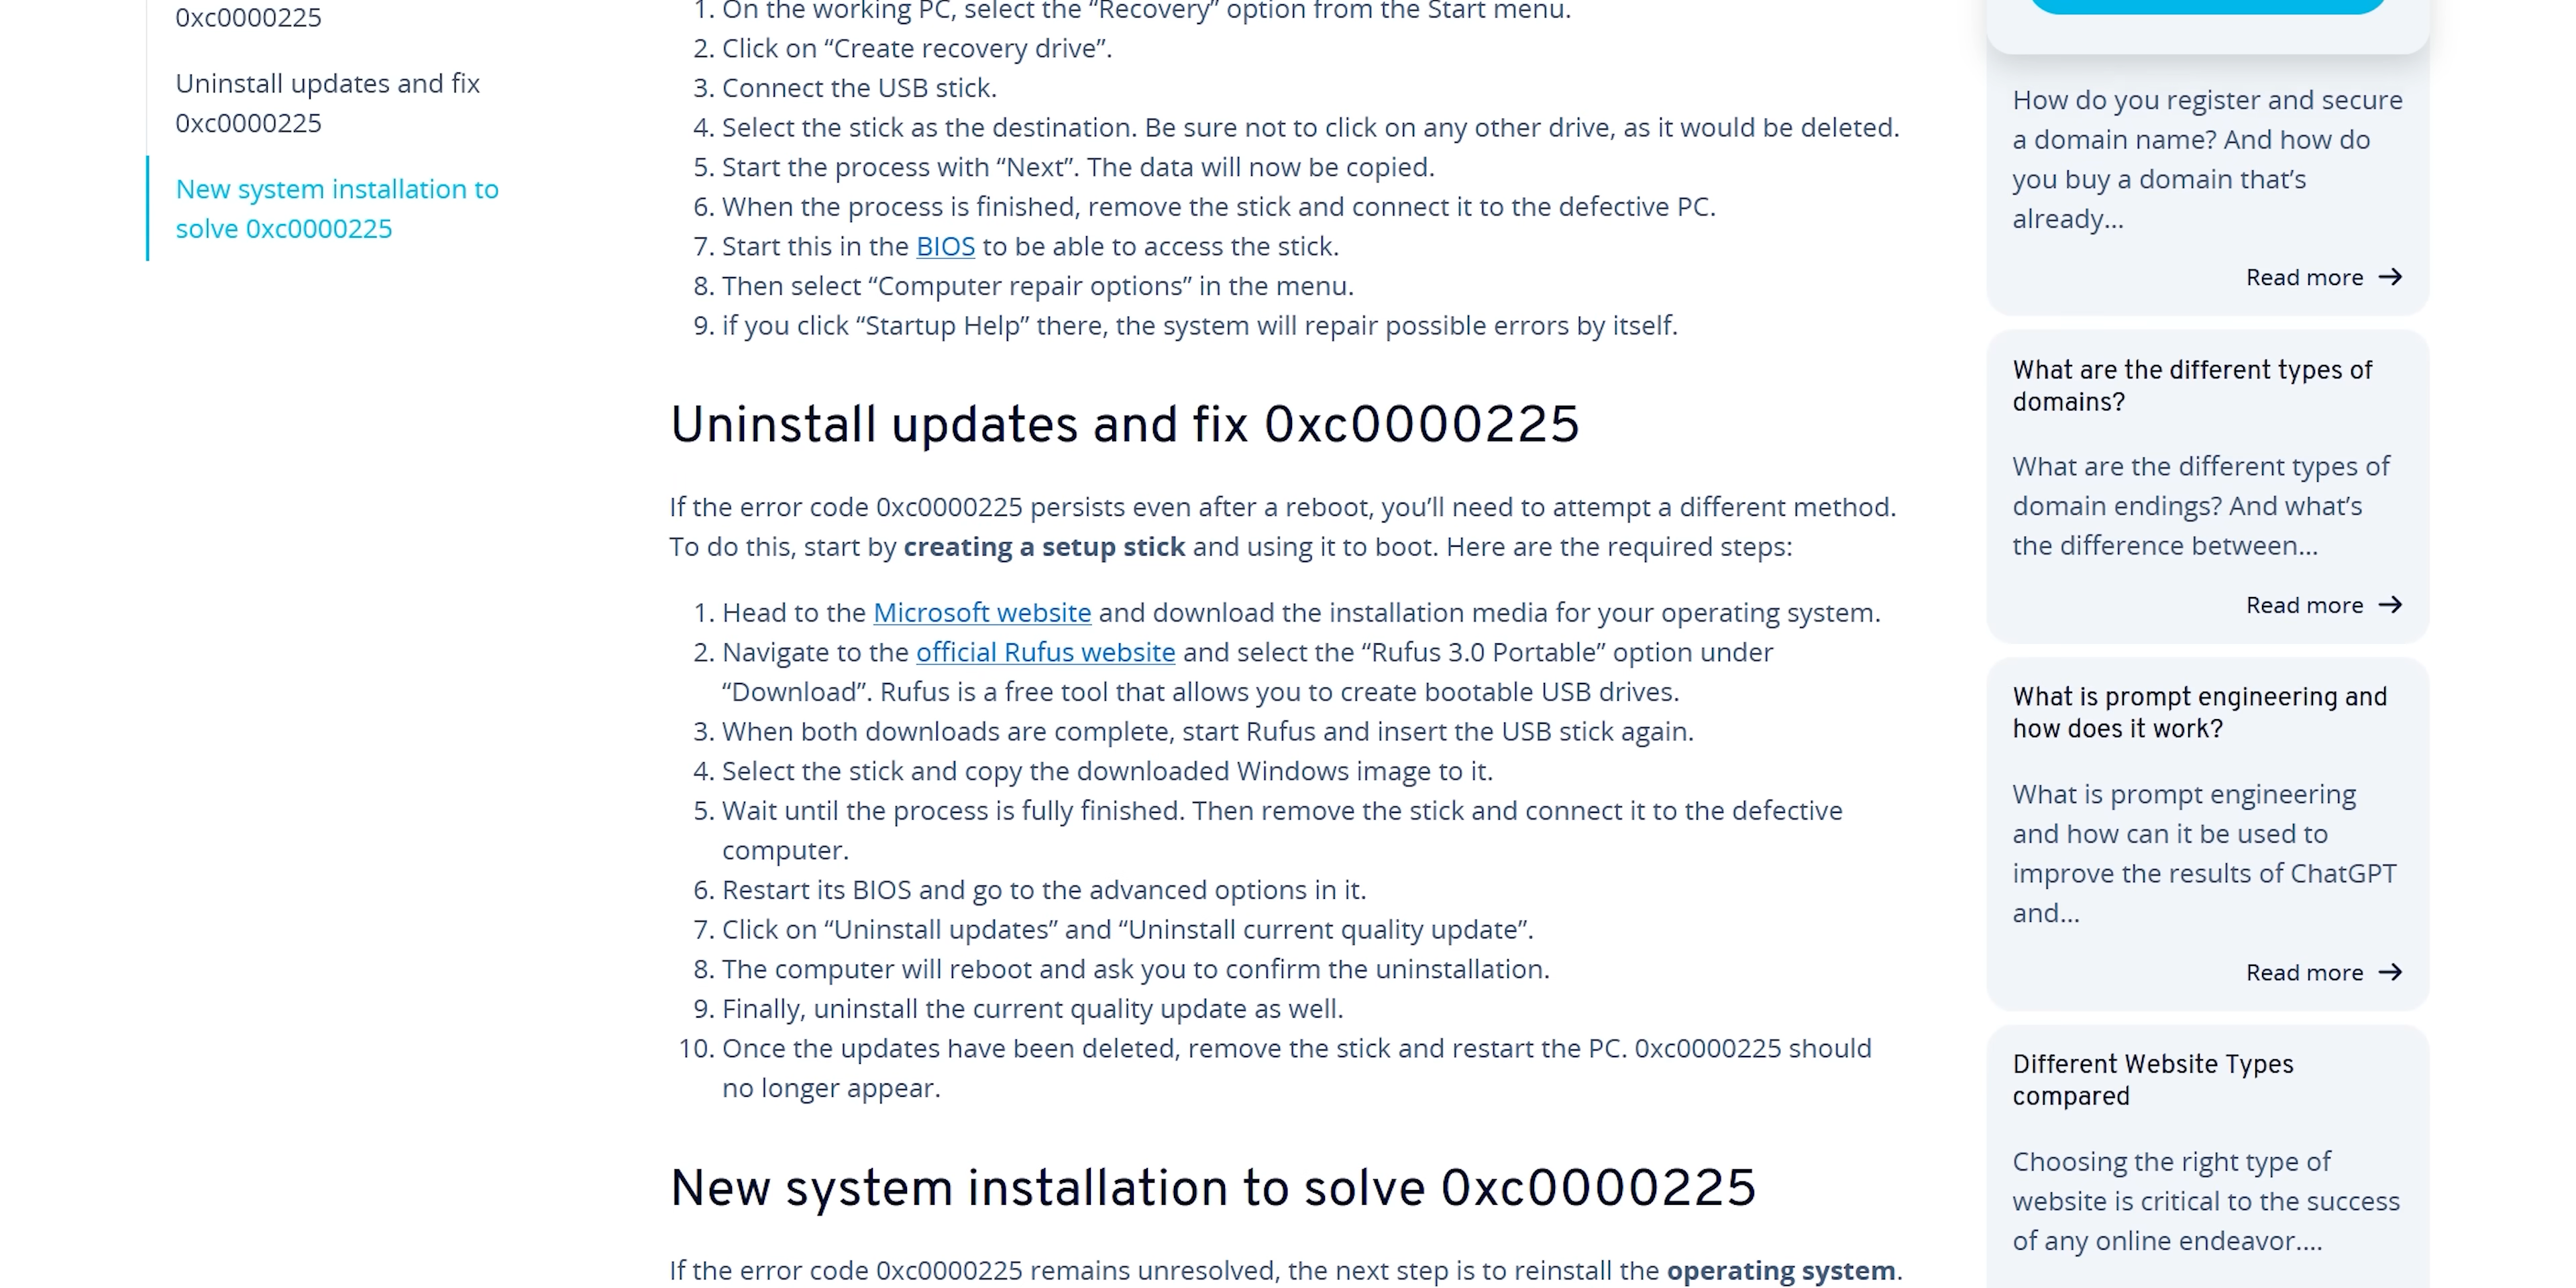 0xc0000225
Uninstall updates and fix
0xc0000225
New system installation to
solve 0xc0000225
1. On the working PC, select the “Recovery” option from the Start menu.
2. Click on “Create recovery drive”.
3. Connect the USB stick.
4. Select the stick as the destination. Be sure not to click on any other drive, as it would be deleted.
5. Start the process with “Next”. The data will now be copied.
6. When the process is finished, remove the stick and connect it to the defective PC.
7. Start this in the BIOS to be able to access the stick.
8. Then select “Computer repair options” in the menu.
9. if you click “Startup Help” there, the system will repair possible errors by itself.
Uninstall updates and fix 0xc0000225
If the error code 0xc0000225 persists even after a reboot, you’ll need to attempt a different method.
To do this, start by creating a setup stick and using it to boot. Here are the required steps:
1. Head to the Microsoft website and download the installation media for your operating system.
2. Navigate to the official Rufus website and select the “Rufus 3.0 Portable” option under
“Download”. Rufus is a free tool that allows you to create bootable USB drives.
3. When both downloads are complete, start Rufus and insert the USB stick again.
4. Select the stick and copy the downloaded Windows image to it.
5. Wait until the process is fully finished. Then remove the stick and connect it to the defective
computer.
6. Restart its BIOS and go to the advanced options in it.
7. Click on “Uninstall updates” and “Uninstall current quality update”.
8. The computer will reboot and ask you to confirm the uninstallation.
9. Finally, uninstall the current quality update as well.
10. Once the updates have been deleted, remove the stick and restart the PC. 0xc0000225 should
no longer appear.
New system installation to solve 0xc0000225
If the error code 0xc0000225 remains unresolved, the next step is to reinstall the operating system.
How do you register and secure
a domain name? And how do
you buy a domain that’s
already...
Read more
What are the different types of
domains?
What are the different types of
domain endings? And what’s
the difference between...
Read more
What is prompt engineering and
how does it work?
What is prompt engineering
and how can it be used to
improve the results of ChatGPT
and...
Read more
Different Website Types
compared
Choosing the right type of
website is critical to the success
of any online endeavor....